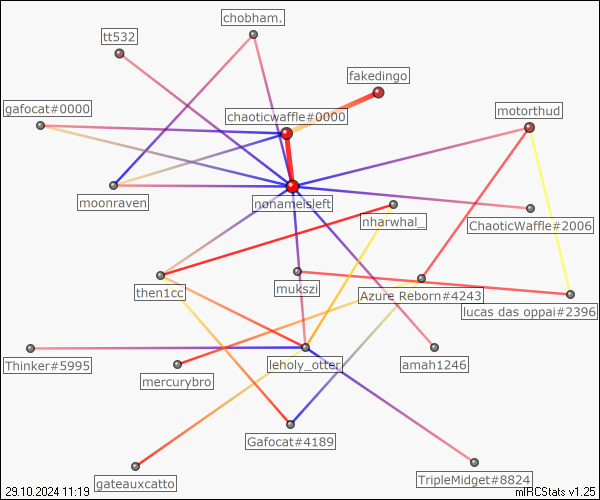 chobham.
tt532
fakedingo
gafocat#0000
chaoticwaffle#0000
motorthud
moonraven
nonameisleft
nharwhal_
ChaoticWaffle#2006
then1cc
mukszi
Azure Reborn#4243
lucas das oppai#2396
Thinker#5995
mercurybro
leholy_otter
amah1246
Gafocat#4189
gateauxcatto
TripleMidget#8824
29.10.2024 11:19
mIRCStats v1.25